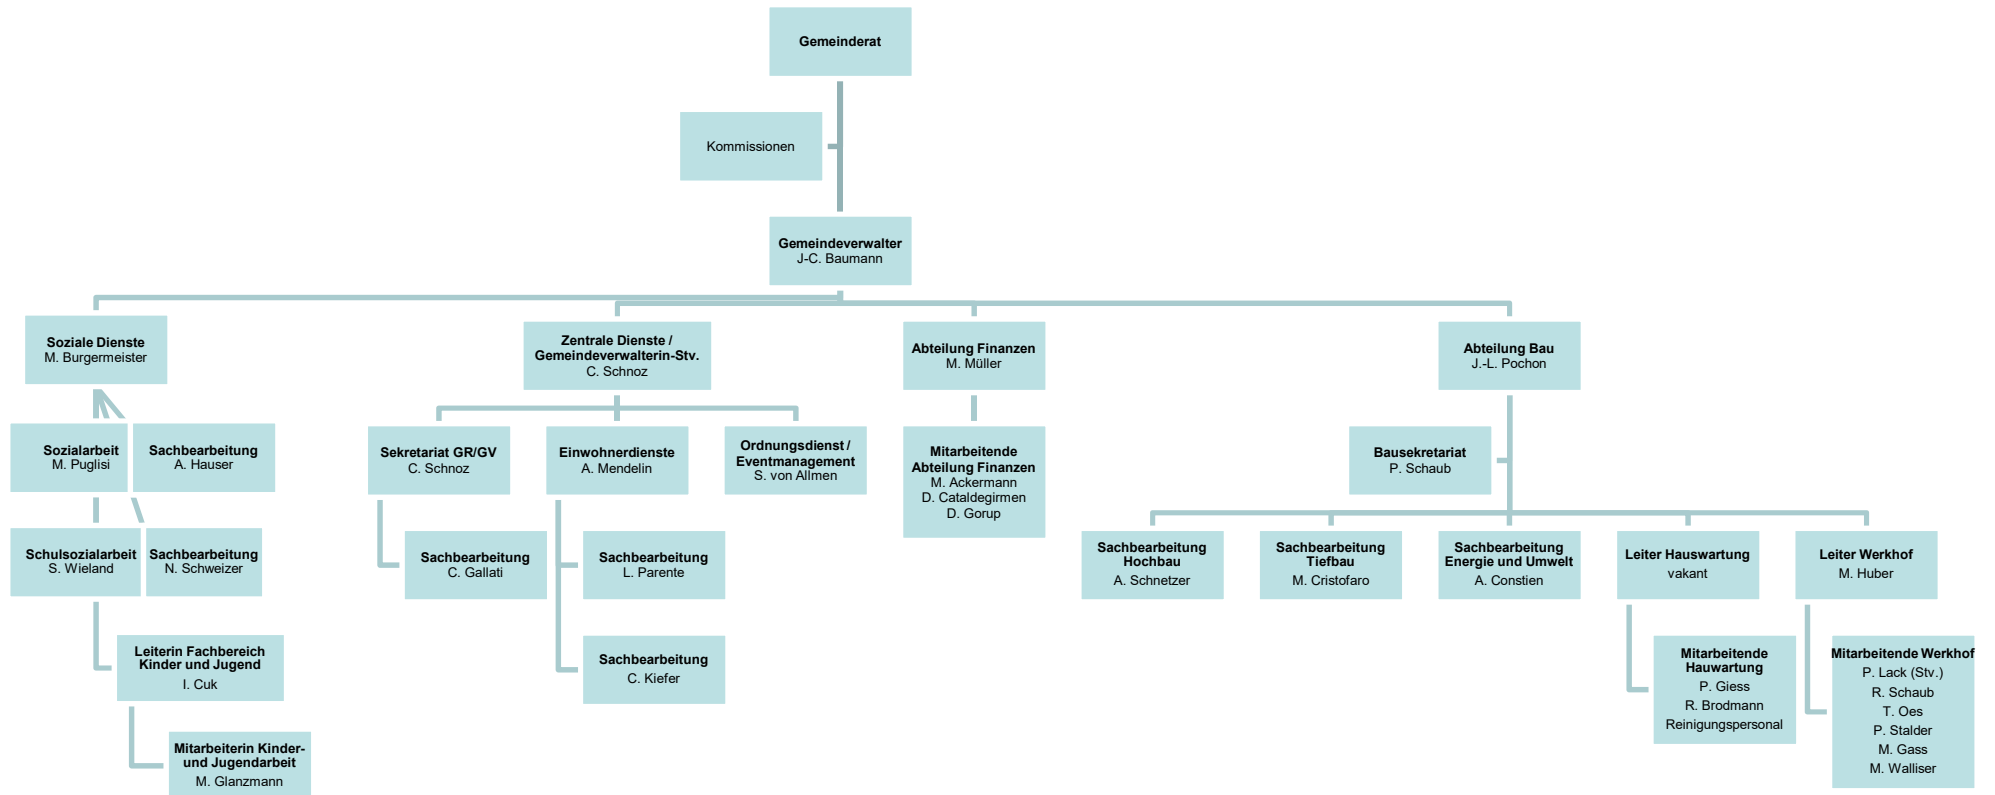 Gemeinderat
Kommissionen
Gemeindeverwalter
J-C. Baumann
Soziale Dienste
M. Burgermeister
Zentrale Dienste /
Gemeindeverwalterin-Stv.
C. Schnoz
Abteilung Finanzen
M. Müller
Abteilung Bau
J.-L. Pochon
Sozialarbeit
M. Puglisi
Sachbearbeitung
A. Hauser
Sekretariat GR/GV
C. Schnoz
Einwohnerdienste
A. Mendelin
Ordnungsdienst /
Eventmanagement
S. von Allmen
Mitarbeitende
Abteilung Finanzen
M. Ackermann
D. Cataldegirmen
D. Gorup
Bausekretariat
P. Schaub
Schulsozialarbeit
S. Wieland
Sachbearbeitung
N. Schweizer
Sachbearbeitung
C. Gallati
Sachbearbeitung
L. Parente
Sachbearbeitung
Hochbau
A. Schnetzer
Sachbearbeitung
Tiefbau
M. Cristofaro
Sachbearbeitung
Energie und Umwelt
A. Constien
Leiter Hauswartung
vakant
Leiter Werkhof
M. Huber
Leiterin Fachbereich
Kinder und Jugend
I. Cuk
Sachbearbeitung
C. Kiefer
Mitarbeitende
Hauwartung
P. Giess
R. Brodmann
Reinigungspersonal
Mitarbeitende Werkhof
P. Lack (Stv.)
R. Schaub
T. Oes
P. Stalder
M. Gass
M. Walliser
Mitarbeiterin Kinder-
und Jugendarbeit
M. Glanzmann